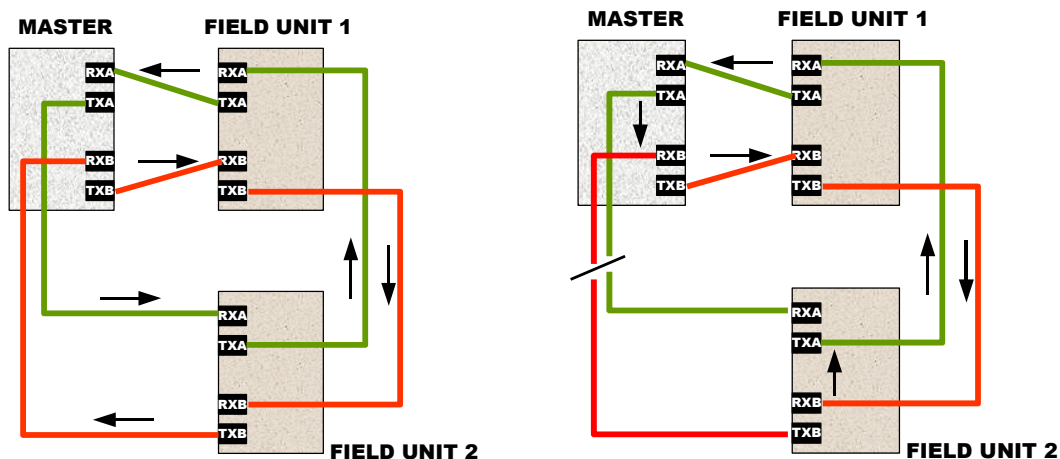 MASTER
FIELD UNIT 1
RXA
TXA
RXB
TXB
RXA
TXA
RXB
TXB
RXA
TXA
RXB
TXB
FIELD UNIT 2
MASTER
FIELD UNIT 1
RXA
TXA
RXB
TXB
RXA
TXA
RXB
TXB
RXA
TXA
RXB
TXB
FIELD UNIT 2